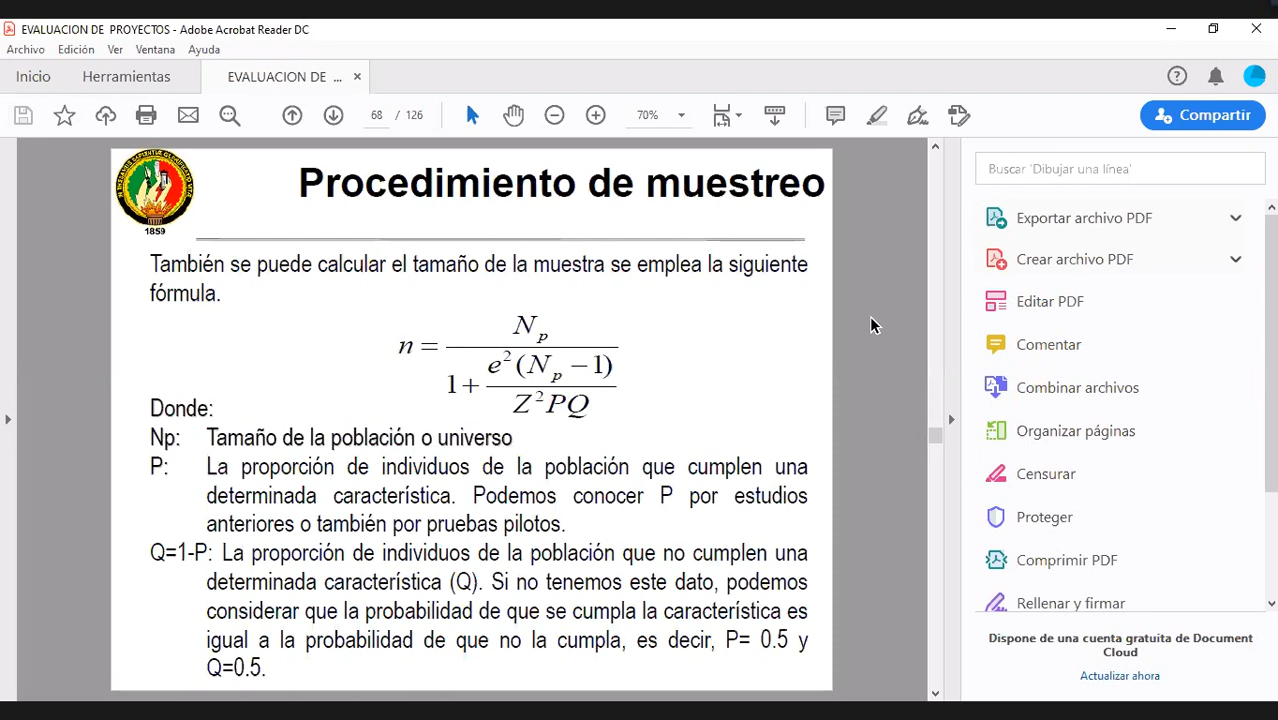 EVALUACION DE PROYECTOS - Adobe Acrobat Reader DC
Archivo Edición Ver Ventana Ayuda
Inicio Herramientas EVALUACION DE ... ×
68 / 126 70% Compartir
Procedimiento de muestreo
1859
También se puede calcular el tamaño de la muestra se emplea la siguiente
fórmula.
n = N_p / (1 + e^2 (N_p − 1) / Z^2 PQ)
Donde:
Np: Tamaño de la población o universo
P: La proporción de individuos de la población que cumplen una
determinada característica. Podemos conocer P por estudios
anteriores o también por pruebas pilotos.
Q=1-P: La proporción de individuos de la población que no cumplen una
determinada característica (Q). Si no tenemos este dato, podemos
considerar que la probabilidad de que se cumpla la característica es
igual a la probabilidad de que no la cumpla, es decir, P= 0.5 y
Q=0.5.
Buscar 'Dibujar una línea'
Exportar archivo PDF
Crear archivo PDF
Editar PDF
Comentar
Combinar archivos
Organizar páginas
Censurar
Proteger
Comprimir PDF
Rellenar y firmar
Dispone de una cuenta gratuita de Document
Cloud
Actualizar ahora